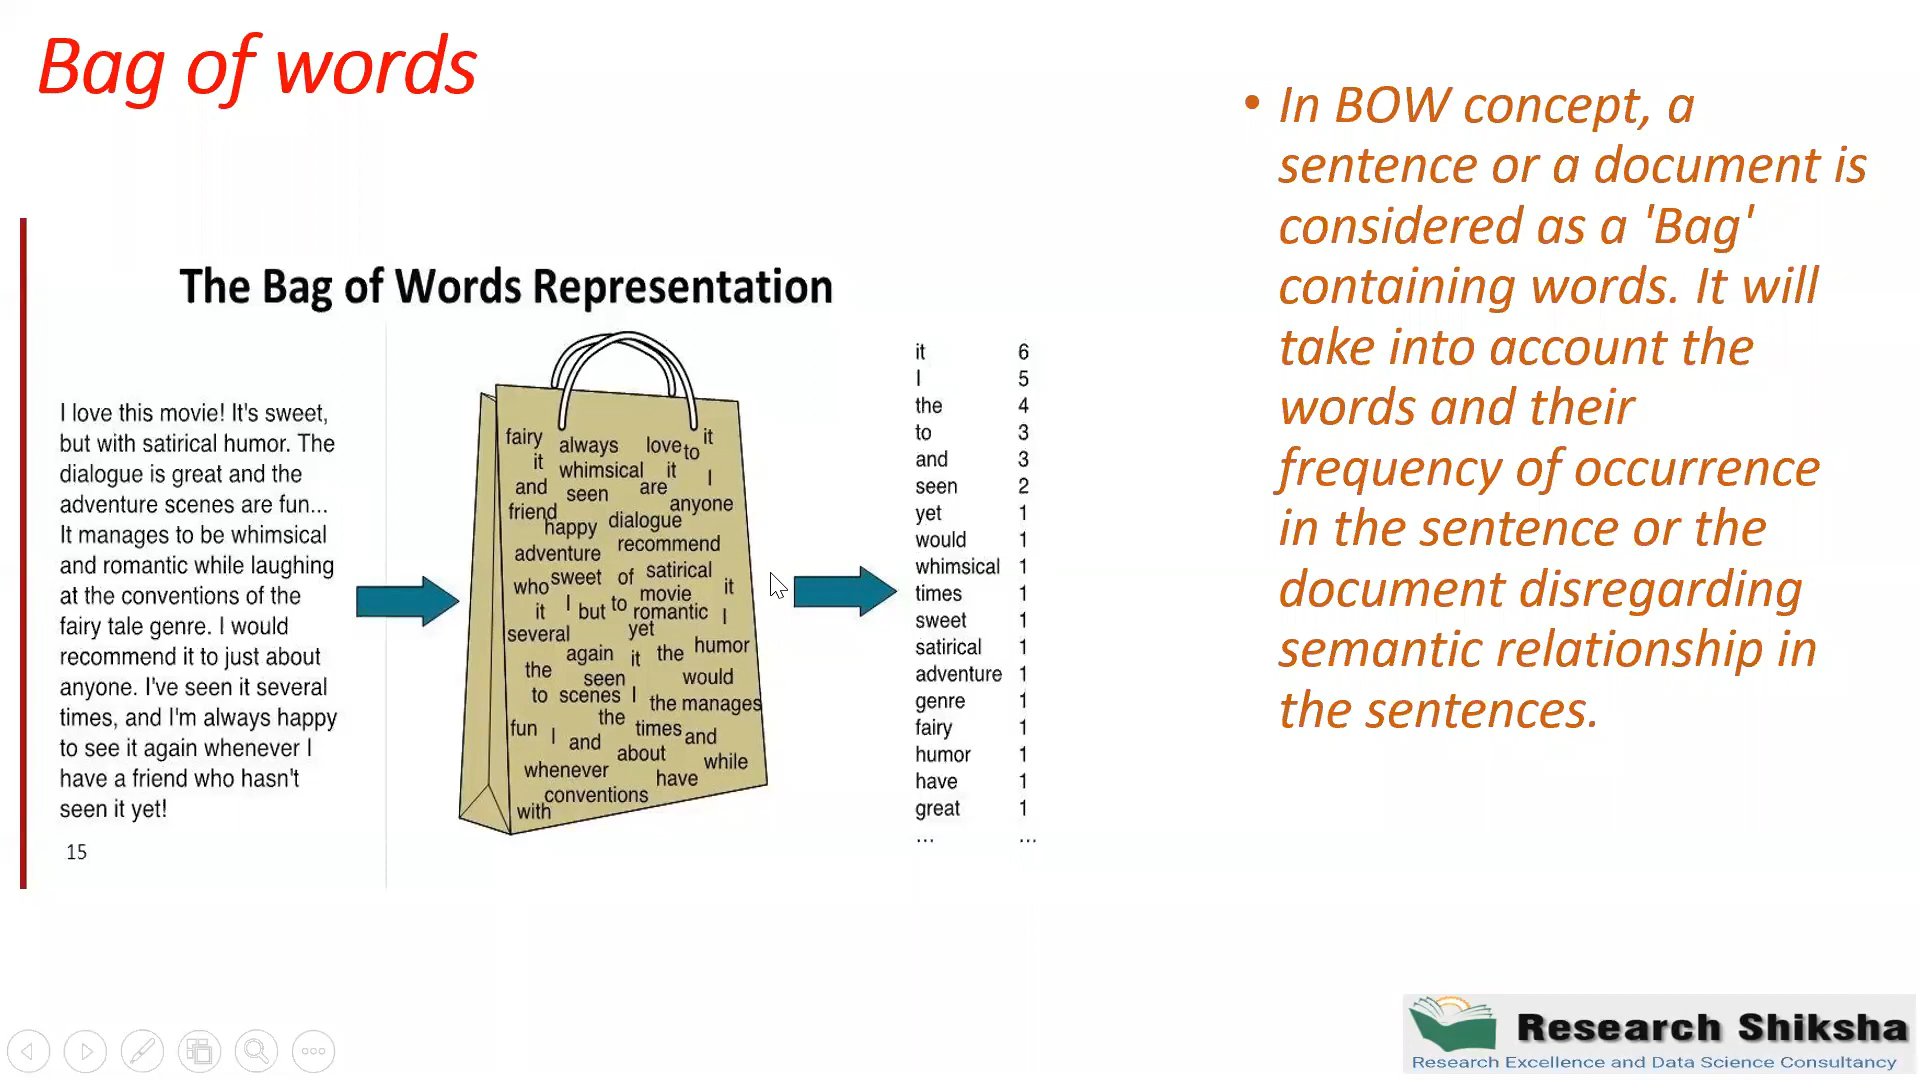 Bag of words
The Bag of Words Representation
I love this movie! It's sweet,
but with satirical humor. The
dialogue is great and the
adventure scenes are fun...
It manages to be whimsical
and romantic while laughing
at the conventions of the
fairy tale genre. I would
recommend it to just about
anyone. I've seen it several
times, and I'm always happy
to see it again whenever I
have a friend who hasn't
seen it yet!
15
fairy always love to it
it whimsical it I
and seen are anyone
friend happy dialogue
adventure recommend
who sweet of satirical
it I but to movie it
romantic I
several yet
again it the humor
the seen would
to scenes I the manages
fun I and the times and
about
whenever have while
conventions
with
it 6
I 5
the 4
to 3
and 3
seen 2
yet 1
would 1
whimsical 1
times 1
sweet 1
satirical 1
adventure 1
genre 1
fairy 1
humor 1
have 1
great 1
... ...
• In BOW concept, a
sentence or a document is
considered as a 'Bag'
containing words. It will
take into account the
words and their
frequency of occurrence
in the sentence or the
document disregarding
semantic relationship in
the sentences.
Research Shiksha
Research Excellence and Data Science Consultancy